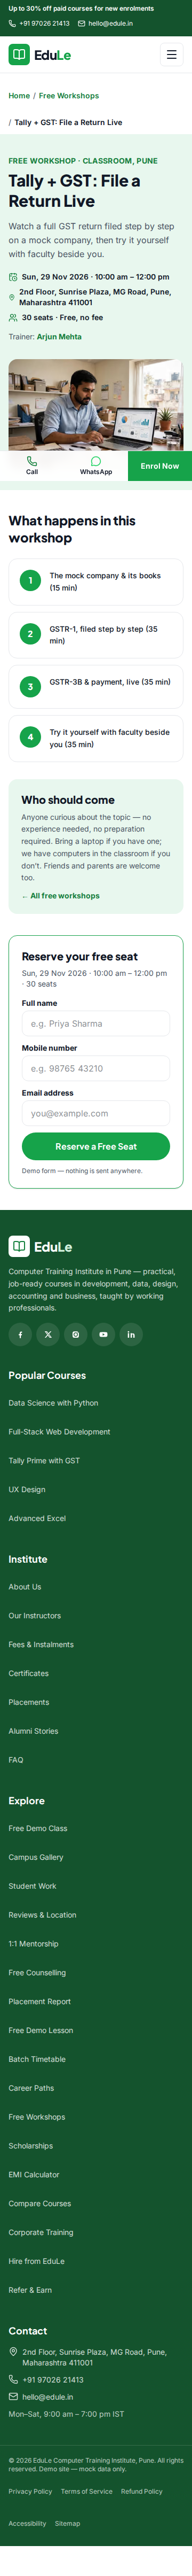 Up to 30% off paid courses for new enrolments
+91 97026 21413 hello@edule.in
EduLe
Home / Free Workshops
/ Tally + GST: File a Return Live
FREE WORKSHOP · CLASSROOM, PUNE
Tally + GST: File a
Return Live
Watch a full GST return filed step by step
on a mock company, then try it yourself
with faculty beside you.
Sun, 29 Nov 2026 · 10:00 am – 12:00 pm
2nd Floor, Sunrise Plaza, MG Road, Pune,
Maharashtra 411001
30 seats · Free, no fee
Trainer: Arjun Mehta
Call
WhatsApp
Enrol Now
What happens in this
workshop
1
The mock company & its books
(15 min)
2
GSTR-1, filed step by step (35
min)
3
GSTR-3B & payment, live (35 min)
4
Try it yourself with faculty beside
you (35 min)
Who should come
Anyone curious about the topic — no
experience needed, no preparation
required. Bring a laptop if you have one;
we have computers in the classroom if you
don't. Friends and parents are welcome
too.
← All free workshops
Reserve your free seat
Sun, 29 Nov 2026 · 10:00 am – 12:00 pm
· 30 seats
Full name
e.g. Priya Sharma
Mobile number
e.g. 98765 43210
Email address
you@example.com
Reserve a Free Seat
Demo form — nothing is sent anywhere.
EduLe
Computer Training Institute in Pune — practical,
job-ready courses in development, data, design,
accounting and business, taught by working
professionals.
Popular Courses
Data Science with Python
Full-Stack Web Development
Tally Prime with GST
UX Design
Advanced Excel
Institute
About Us
Our Instructors
Fees & Instalments
Certificates
Placements
Alumni Stories
FAQ
Explore
Free Demo Class
Campus Gallery
Student Work
Reviews & Location
1:1 Mentorship
Free Counselling
Placement Report
Free Demo Lesson
Batch Timetable
Career Paths
Free Workshops
Scholarships
EMI Calculator
Compare Courses
Corporate Training
Hire from EduLe
Refer & Earn
Contact
2nd Floor, Sunrise Plaza, MG Road, Pune,
Maharashtra 411001
+91 97026 21413
hello@edule.in
Mon–Sat, 9:00 am – 7:00 pm IST
© 2026 EduLe Computer Training Institute, Pune. All rights
reserved. Demo site — mock data only.
Privacy Policy Terms of Service Refund Policy
Accessibility Sitemap